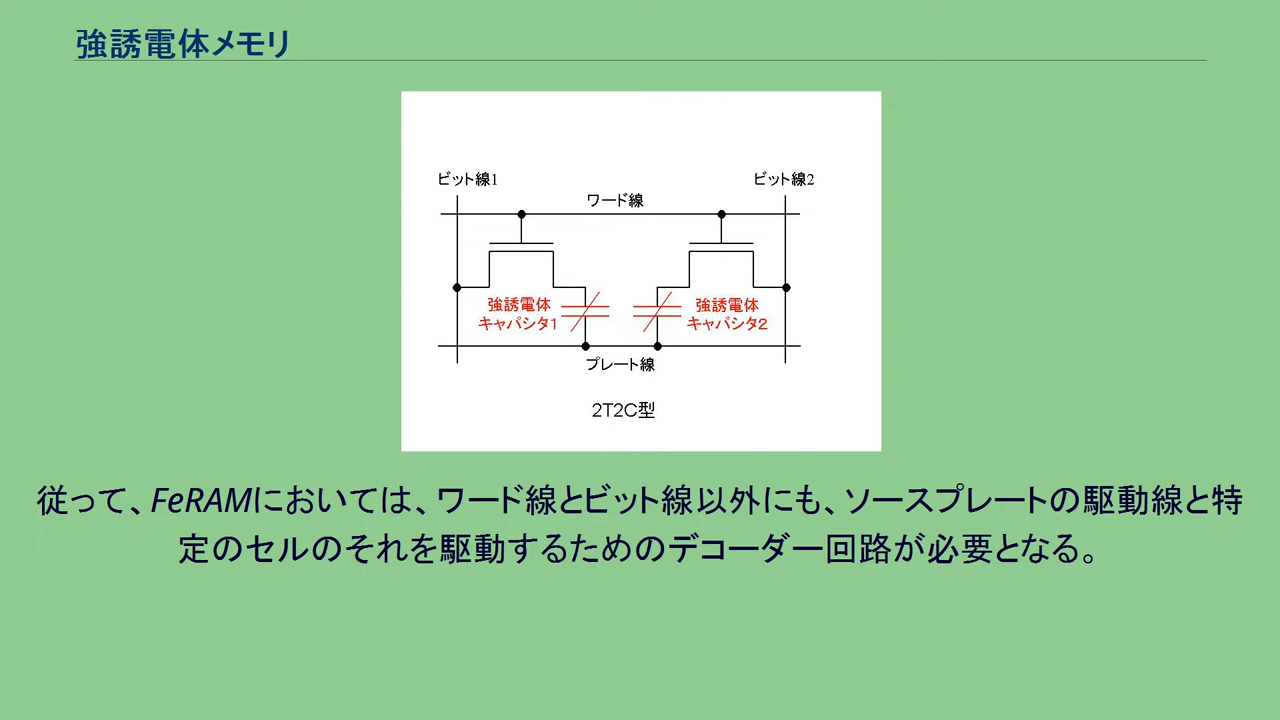 強誘電体メモリ
ビット線1
ビット線2
ワード線
強誘電体
キャパシタ1
強誘電体
キャパシタ2
プレート線
2T2C型
従って、FeRAMにおいては、ワード線とビット線以外にも、ソースプレートの駆動線と特
定のセルのそれを駆動するためのデコーダー回路が必要となる。